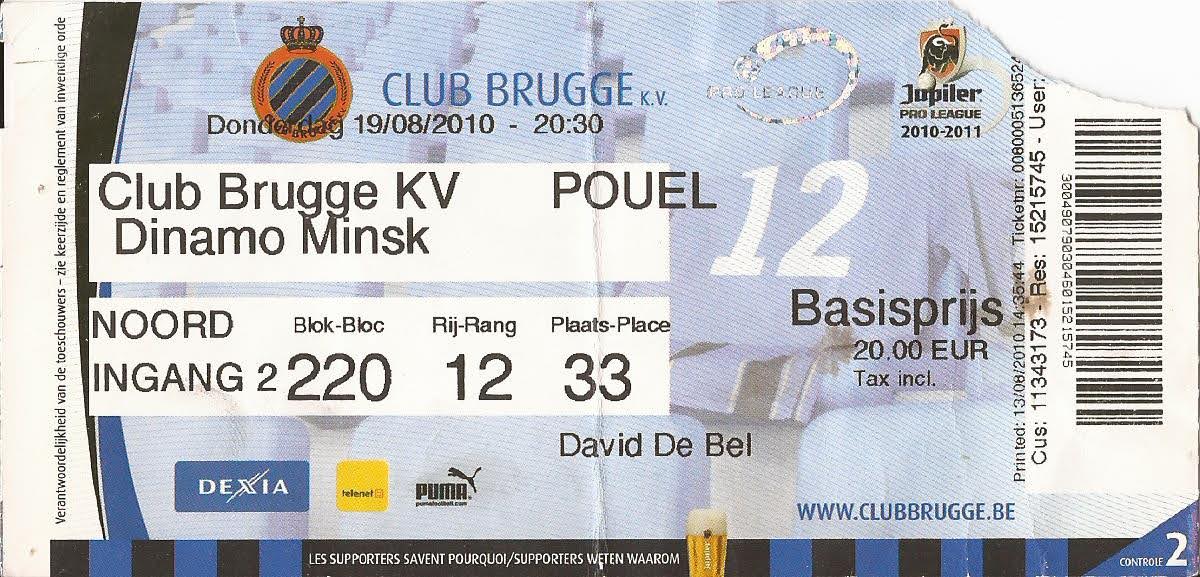 Verantwoordelijkheid van de toeschouwers – zie keerzijde en reglement van inwendige orde
CLUB BRUGGE K.V.
Donderdag 19/08/2010 - 20:30
PRO LEAGUE
Jupiler
PRO LEAGUE
2010-2011
Club Brugge KV POUEL
Dinamo Minsk
12
NOORD Blok-Bloc Rij-Rang Plaats-Place
INGANG 2 220 12 33
Basisprijs
20.00 EUR
Tax incl.
David De Bel
DEXIA
telenet
PUMA
pumafootball.com
WWW.CLUBBRUGGE.BE
LES SUPPORTERS SAVENT POURQUOI/SUPPORTERS WETEN WAAROM
CONTROLE 2
Printed: 13/08/2010 14:35:44 Ticketnr: 0080005136524
Cus: 11343173 - Res: 15215745 - User: